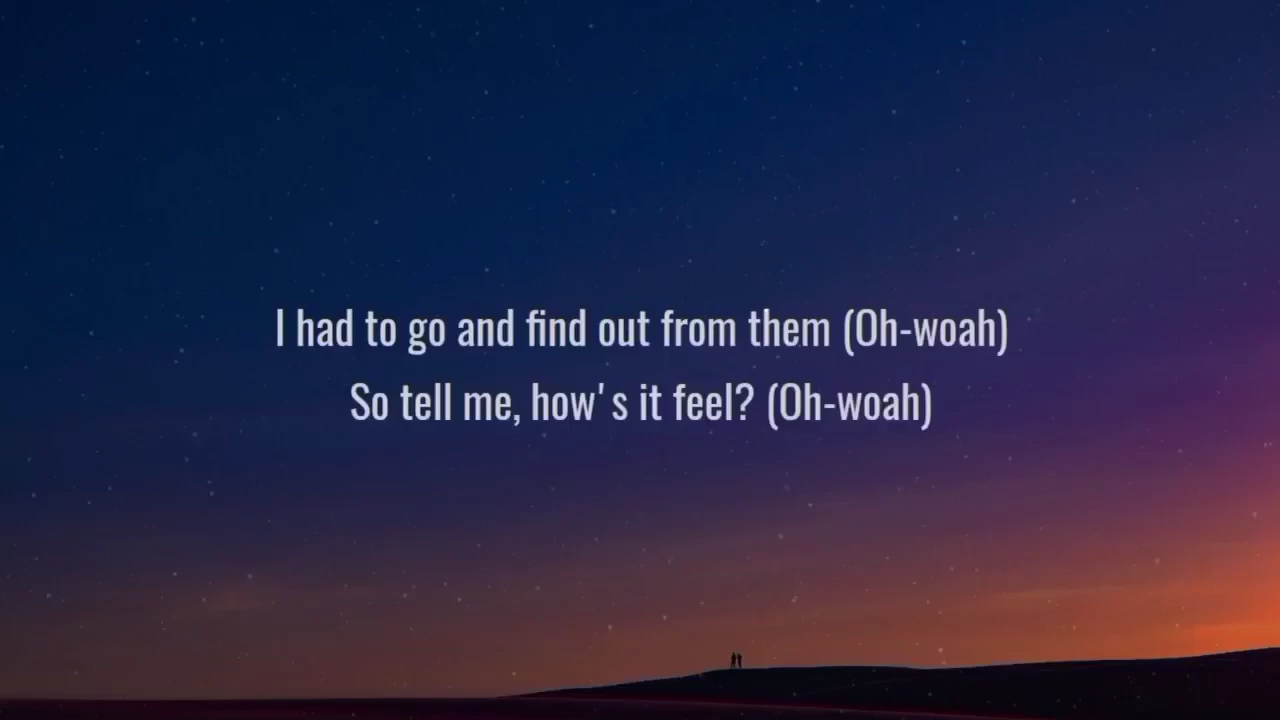 I had to go and find out from them (Oh-woah)
So tell me, how's it feel? (Oh-woah)